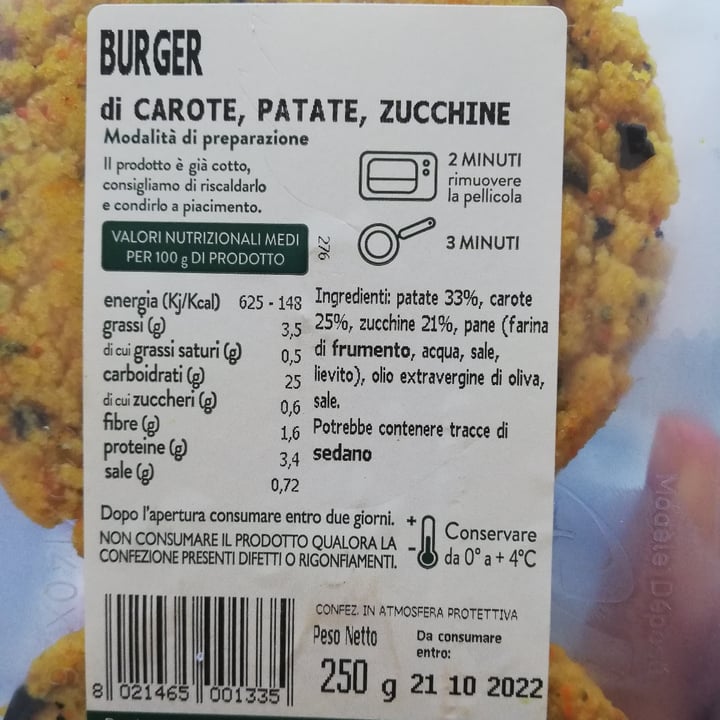 BURGER
di CAROTE, PATATE, ZUCCHINE
Modalità di preparazione
Il prodotto è già cotto,
consigliamo di riscaldarlo
e condirlo a piacimento.
2 MINUTI
rimuovere
la pellicola
3 MINUTI
VALORI NUTRIZIONALI MEDI
PER 100 g DI PRODOTTO
276
energia (Kj/Kcal) 625 - 148
grassi (g) 3,5
di cui grassi saturi (g) 0,5
carboidrati (g) 25
di cui zuccheri (g) 0,6
fibre (g) 1,6
proteine (g) 3,4
sale (g) 0,72
Ingredienti: patate 33%, carote
25%, zucchine 21%, pane (farina
di frumento, acqua, sale,
lievito), olio extravergine di oliva,
sale.
Potrebbe contenere tracce di
sedano
Dopo l'apertura consumare entro due giorni.
NON CONSUMARE IL PRODOTTO QUALORA LA
CONFEZIONE PRESENTI DIFETTI O RIGONFIAMENTI.
+
-
Conservare
da 0° a + 4°C
CONFEZ. IN ATMOSFERA PROTETTIVA
Peso Netto
250 g
Da consumare
entro:
21 10 2022
8 021465 001335
Modèle Déposé